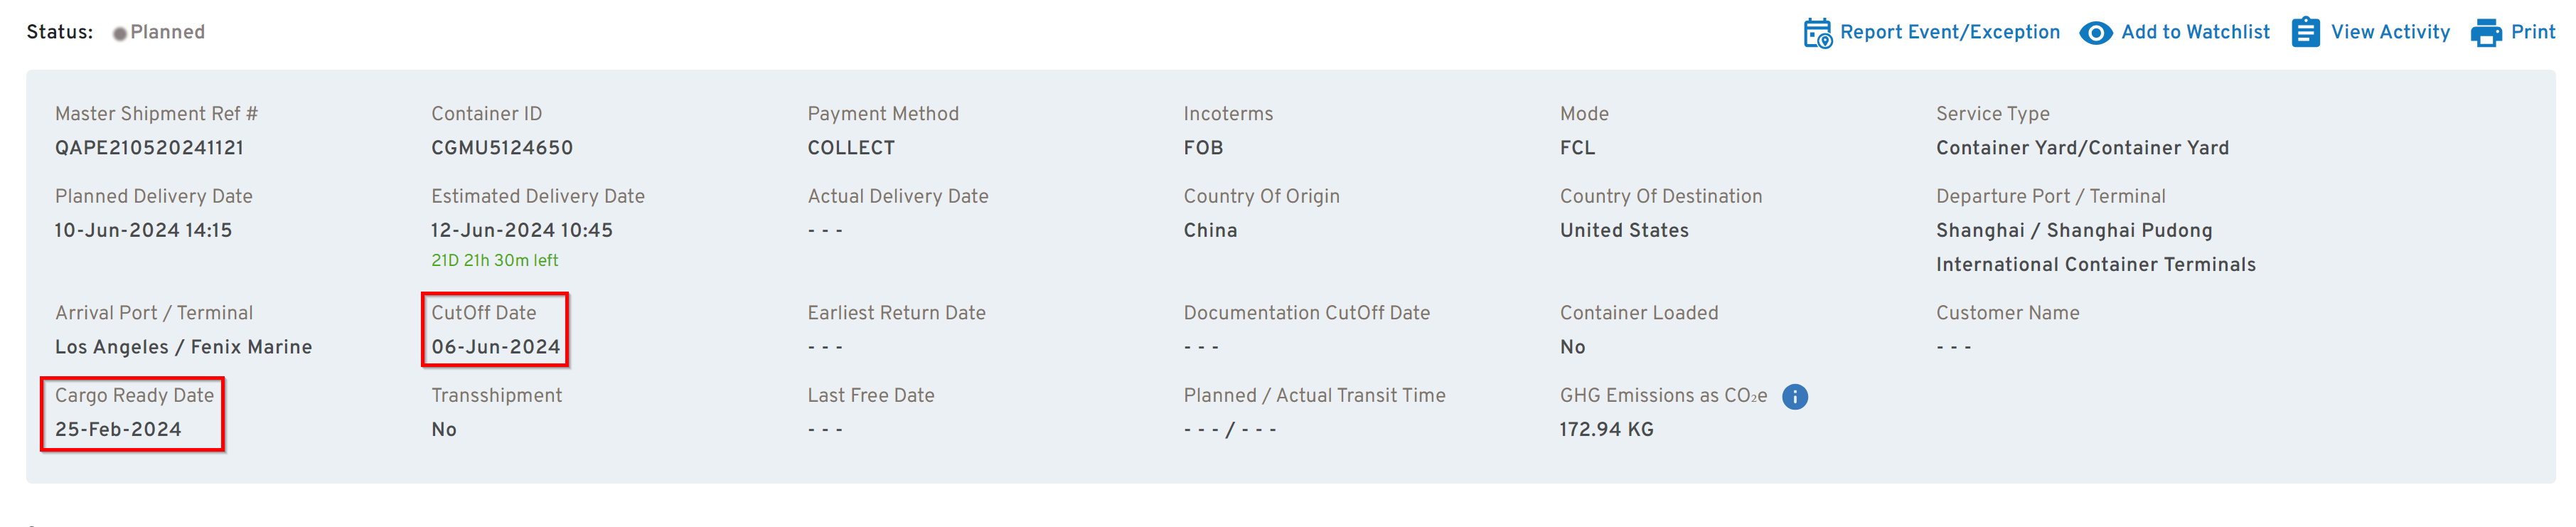 Status: Planned Report Event/Exception Add to Watchlist View Activity Print
Master Shipment Ref # Container ID Payment Method Incoterms Mode Service Type
QAPE210520241121 CGMU5124650 COLLECT FOB FCL Container Yard/Container Yard
Planned Delivery Date Estimated Delivery Date Actual Delivery Date Country Of Origin Country Of Destination Departure Port / Terminal
10-Jun-2024 14:15 12-Jun-2024 10:45 - - - China United States Shanghai / Shanghai Pudong
21D 21h 30m left International Container Terminals
Arrival Port / Terminal CutOff Date Earliest Return Date Documentation CutOff Date Container Loaded Customer Name
Los Angeles / Fenix Marine 06-Jun-2024 - - - - - - No - - -
Cargo Ready Date Transshipment Last Free Date Planned / Actual Transit Time GHG Emissions as CO₂e i
25-Feb-2024 No - - - - - - / - - - 172.94 KG